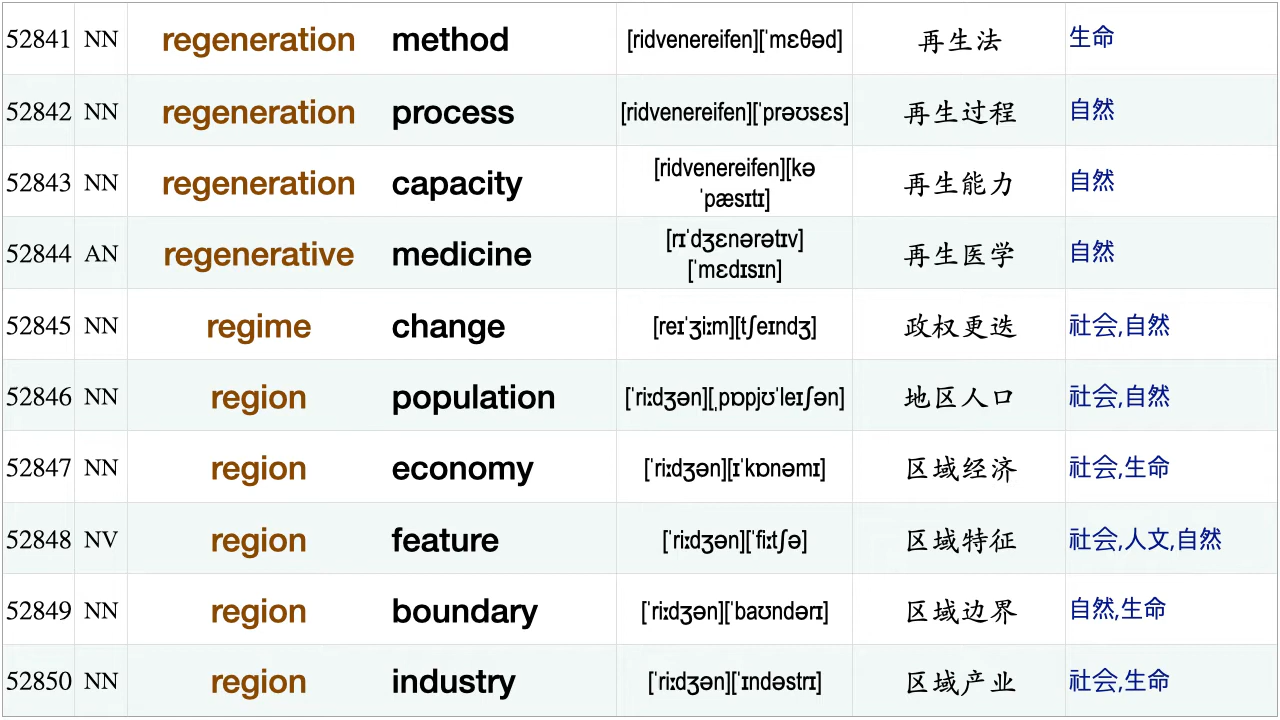 52841 NN regeneration method [ridvenereifen][ˈmɛθəd] 再生法 生命
52842 NN regeneration process [ridvenereifen][ˈprəʊsɛs] 再生过程 自然
52843 NN regeneration capacity [ridvenereifen][kə
ˈpæsɪtɪ] 再生能力 自然
52844 AN regenerative medicine [rɪˈdʒɛnərətɪv]
[ˈmɛdɪsɪn] 再生医学 自然
52845 NN regime change [reɪˈʒiːm][tʃeɪndʒ] 政权更迭 社会,自然
52846 NN region population [ˈriːdʒən][ˌpɒpjʊˈleɪʃən] 地区人口 社会,自然
52847 NN region economy [ˈriːdʒən][ɪˈkɒnəmɪ] 区域经济 社会,生命
52848 NV region feature [ˈriːdʒən][ˈfiːtʃə] 区域特征 社会,人文,自然
52849 NN region boundary [ˈriːdʒən][ˈbaʊndərɪ] 区域边界 自然,生命
52850 NN region industry [ˈriːdʒən][ˈɪndəstrɪ] 区域产业 社会,生命